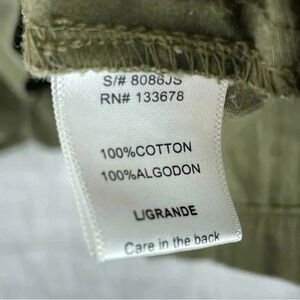 S/# 8086JS
RN# 133678
100%COTTON
100%ALGODON
L/GRANDE
Care in the back